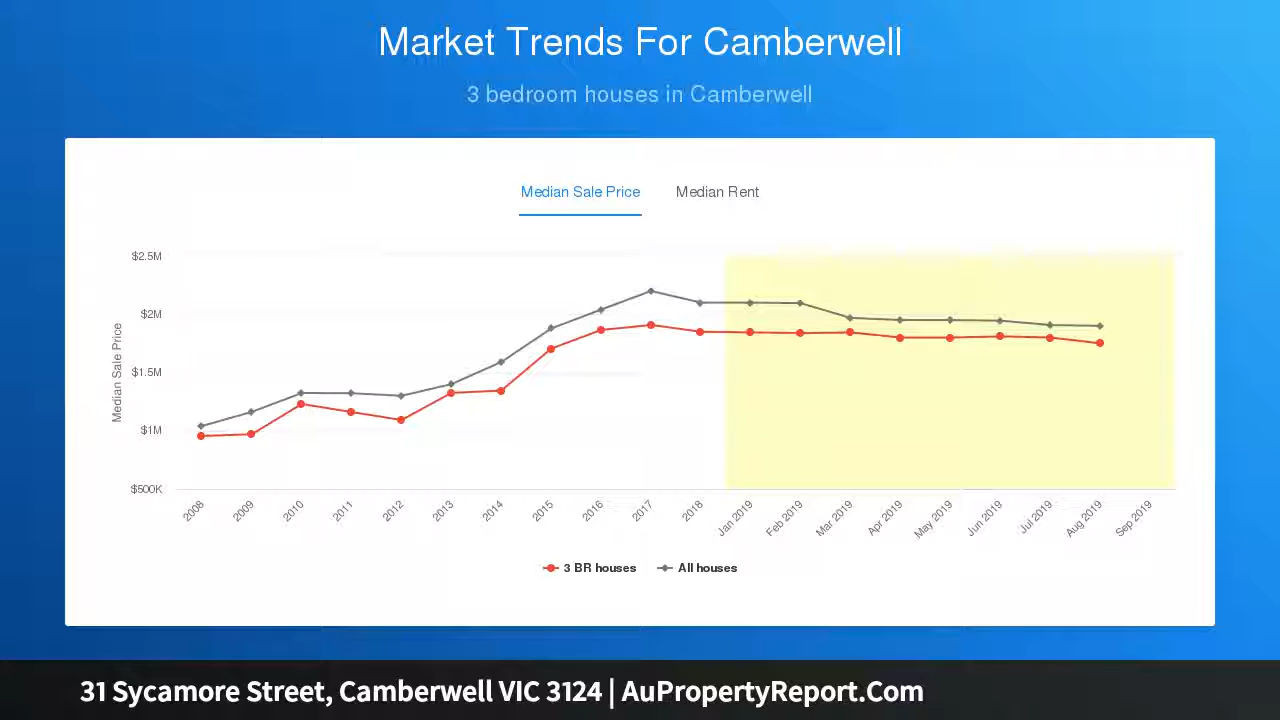 Market Trends For Camberwell
3 bedroom houses in Camberwell
Median Sale Price Median Rent
Median Sale Price
$2.5M
$2M
$1.5M
$1M
$500K
2008 2009 2010 2011 2012 2013 2014 2015 2016 2017 2018 Jan 2019 Feb 2019 Mar 2019 Apr 2019 May 2019 Jun 2019 Jul 2019 Aug 2019 Sep 2019
3 BR houses All houses
31 Sycamore Street, Camberwell VIC 3124 | AuPropertyReport.Com